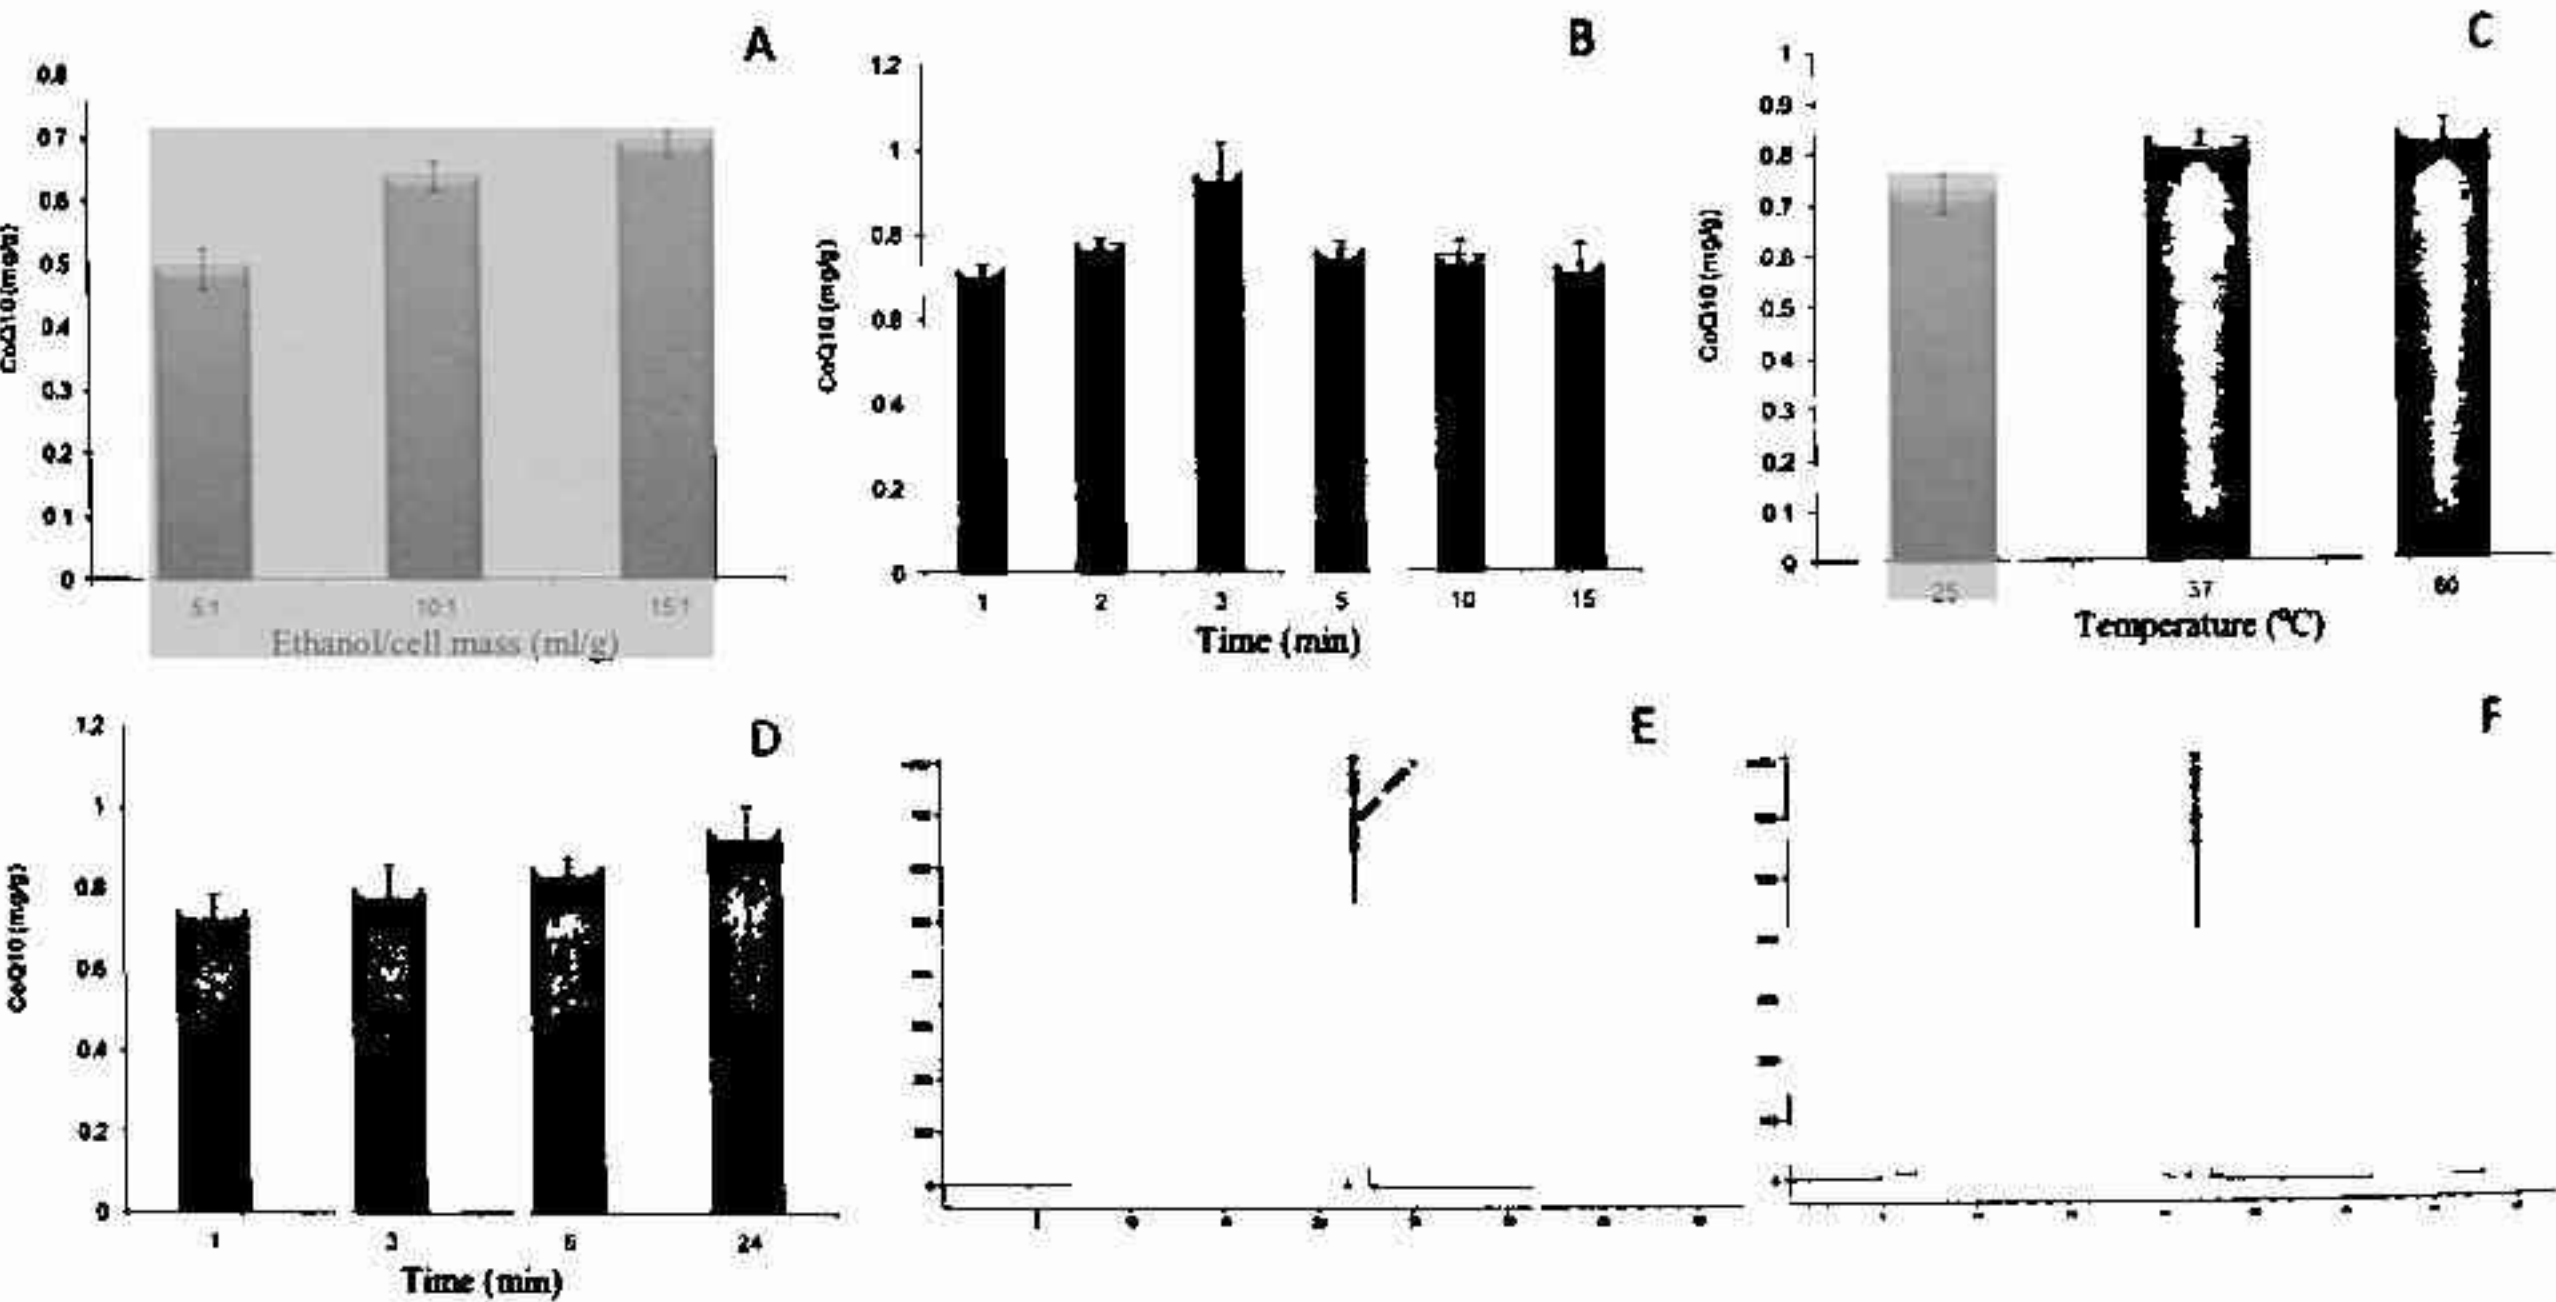 A
0.8
0.7
0.6
0.5
0.4
0.3
0.2
0.1
0
CoQ10 (mg/g)
5:1 10:1 15:1
Ethanol/cell mass (ml/g)
B
1.2
1
0.8
0.6
0.4
0.2
0
CoQ10 (mg/g)
1 2 3 5 10 15
Time (min)
C
1
0.9
0.8
0.7
0.6
0.5
0.4
0.3
0.2
0.1
0
CoQ10 (mg/g)
25 37 60
Temperature (°C)
D
1.2
1
0.8
0.6
0.4
0.2
0
CoQ10 (mg/g)
1 3 6 24
Time (min)
E
F